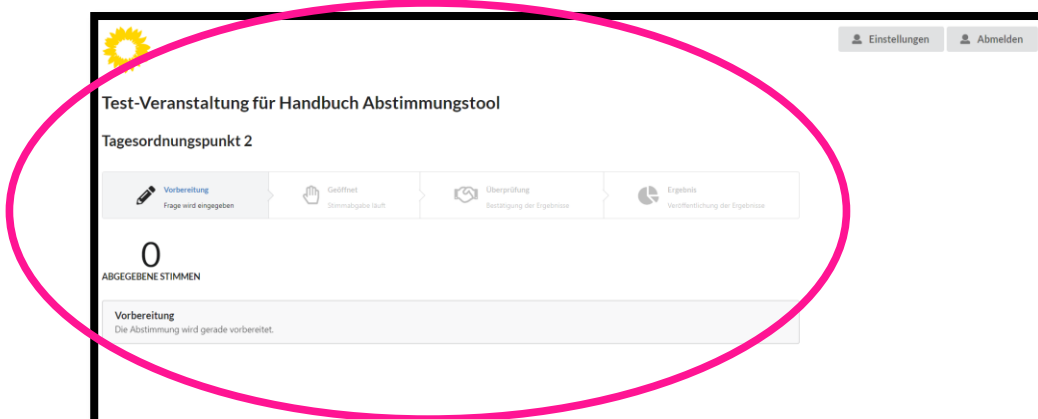 Einstellungen
Abmelden
Test-Veranstaltung für Handbuch Abstimmungstool
Tagesordnungspunkt 2
Vorbereitung
Frage wird eingegeben
Geöffnet
Stimmabgabe läuft
Überprüfung
Bestätigung der Ergebnisse
Ergebnis
Veröffentlichung der Ergebnisse
0
ABGEGEBENE STIMMEN
Vorbereitung
Die Abstimmung wird gerade vorbereitet.